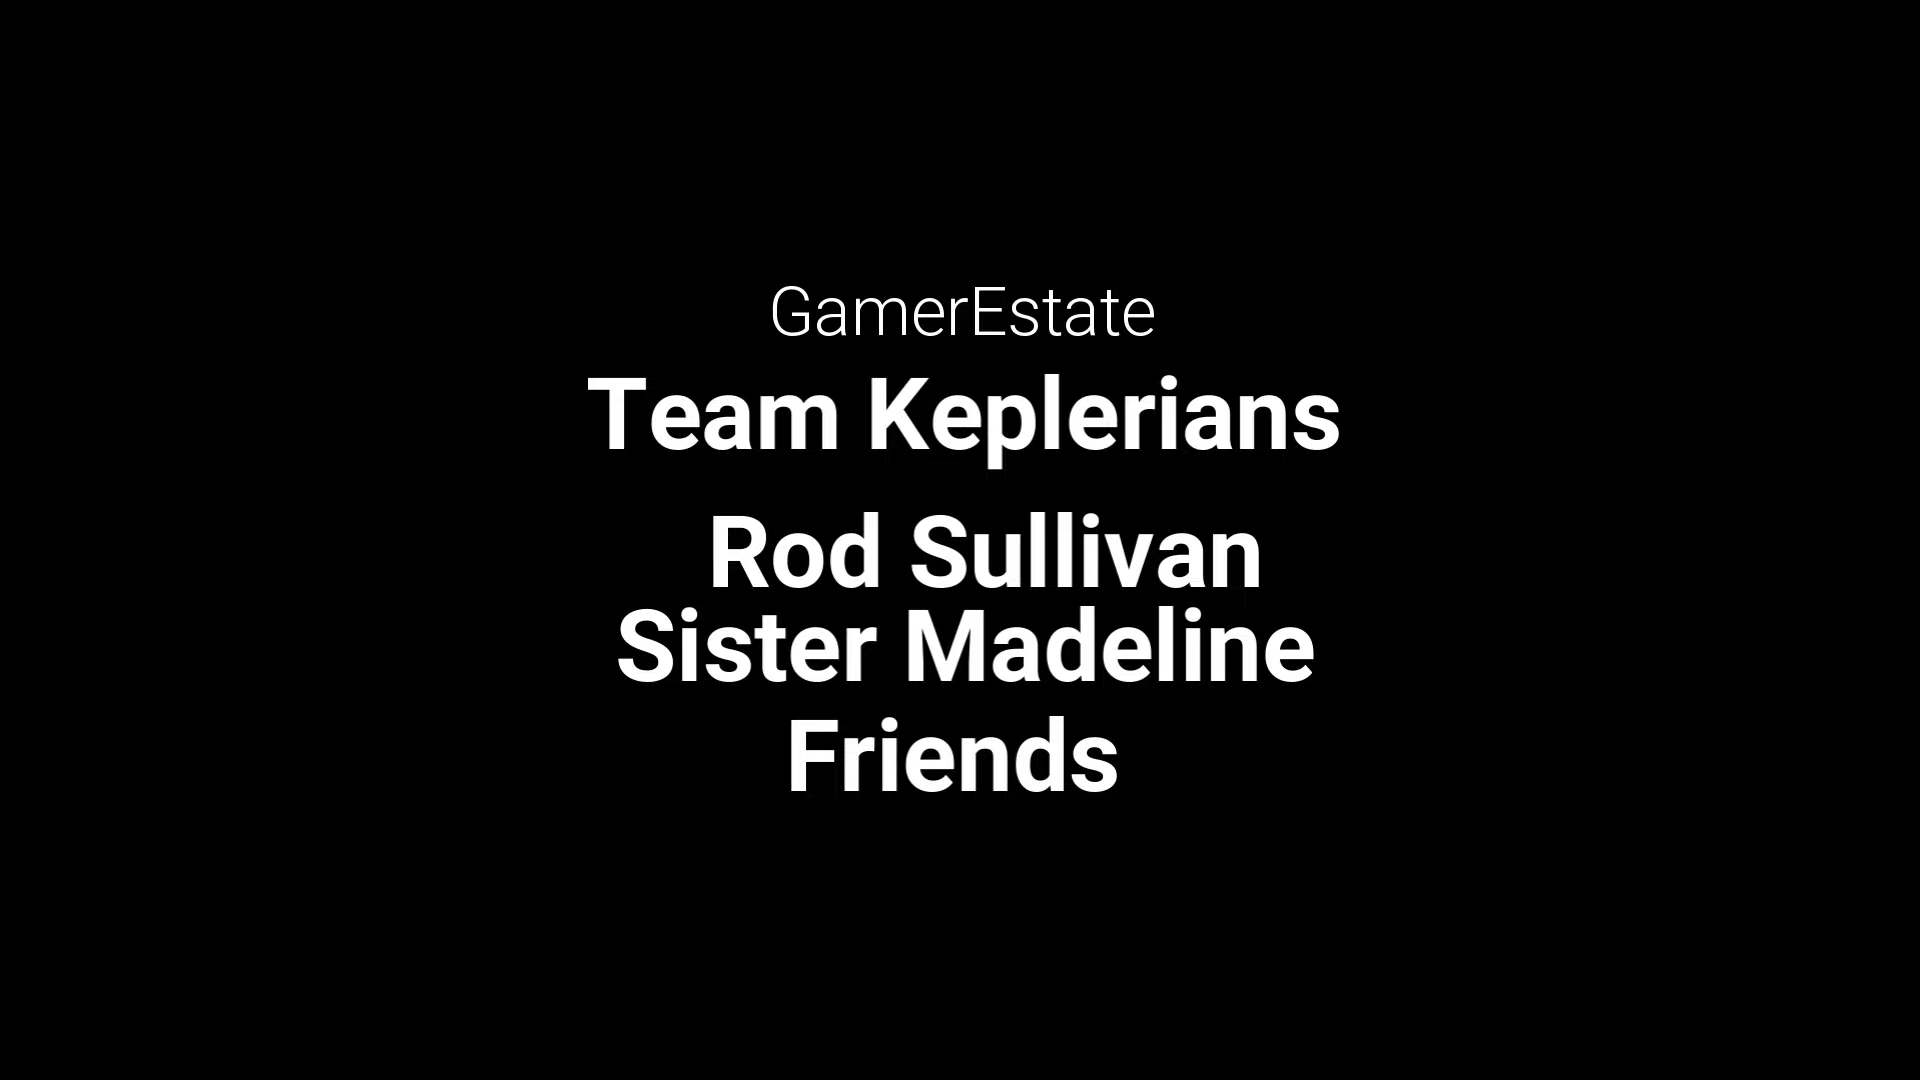 GamerEstate
Team Keplerians
Rod Sullivan
Sister Madeline
Friends